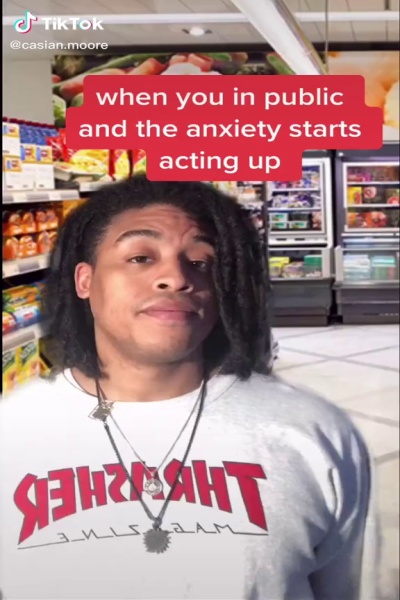 TikTok
@casian.moore
when you in public
and the anxiety starts
acting up
THRASHER
MAGAZINE